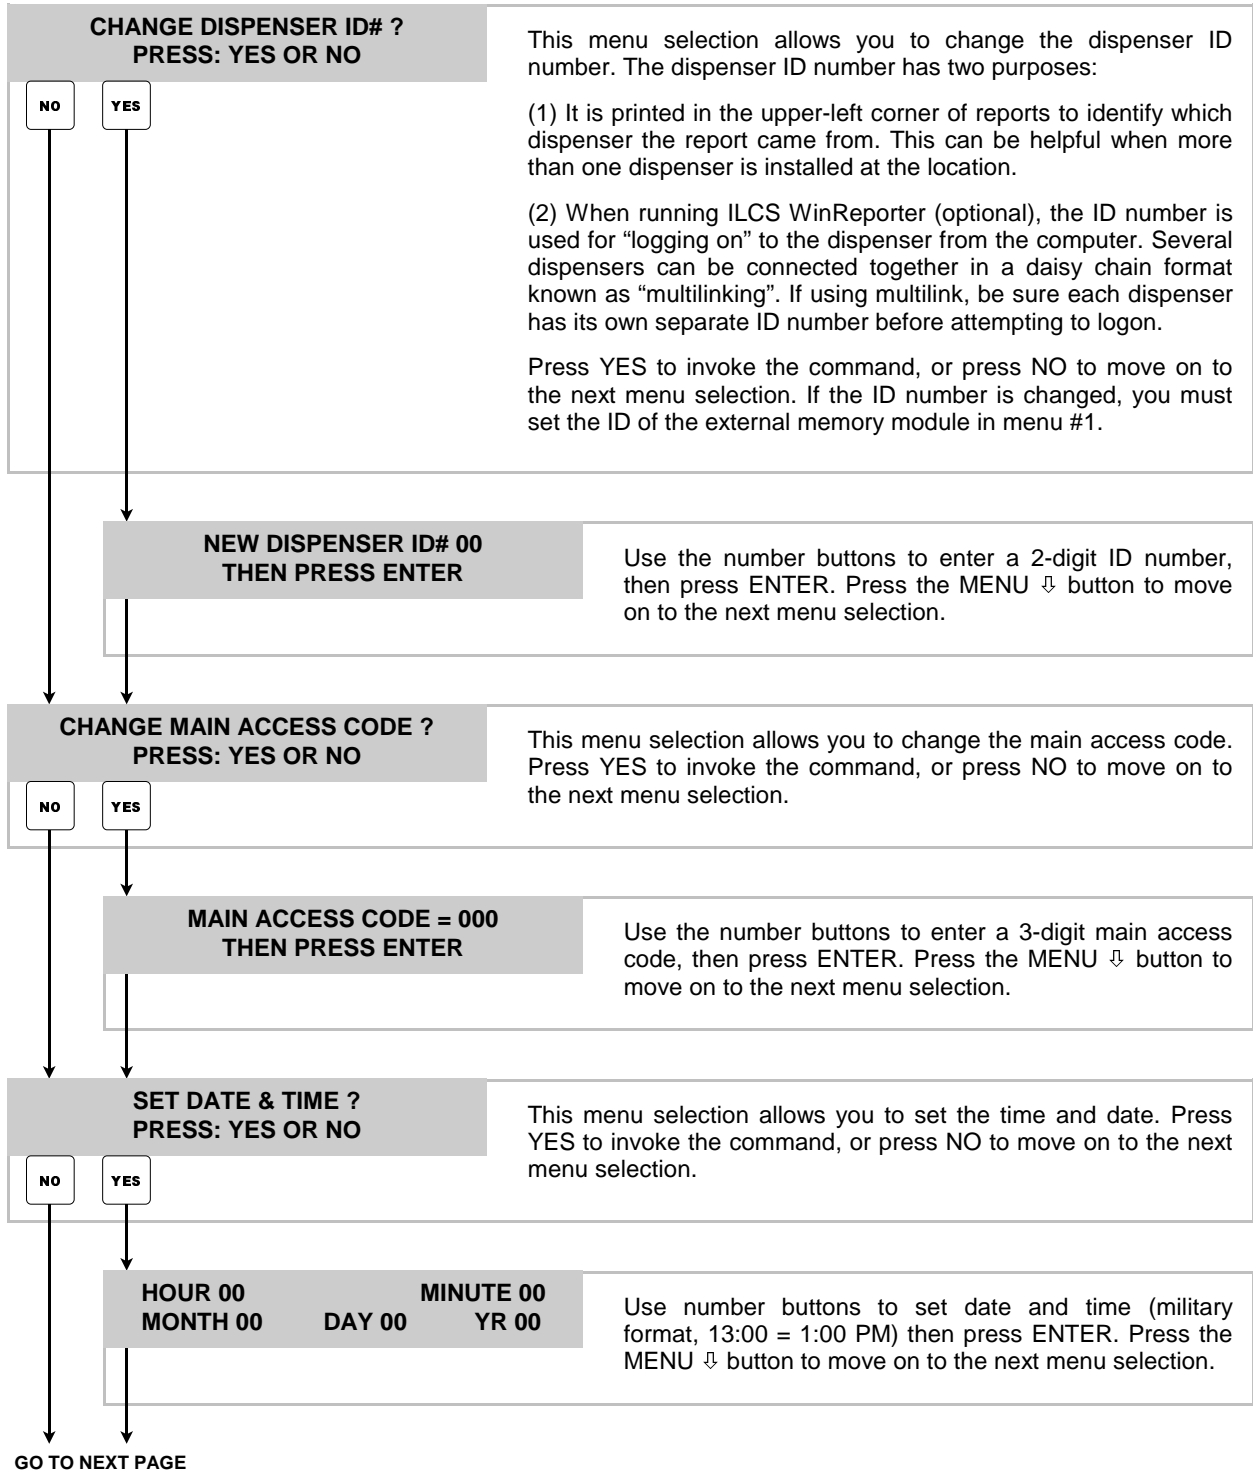 CHANGE DISPENSER ID# ?
PRESS: YES OR NO
NO
YES
This menu selection allows you to change the dispenser ID
number. The dispenser ID number has two purposes:
(1) It is printed in the upper-left corner of reports to identify which
dispenser the report came from. This can be helpful when more
than one dispenser is installed at the location.
(2) When running ILCS WinReporter (optional), the ID number is
used for “logging on” to the dispenser from the computer. Several
dispensers can be connected together in a daisy chain format
known as “multilinking”. If using multilink, be sure each dispenser
has its own separate ID number before attempting to logon.
Press YES to invoke the command, or press NO to move on to
the next menu selection. If the ID number is changed, you must
set the ID of the external memory module in menu #1.
NEW DISPENSER ID# 00
THEN PRESS ENTER
Use the number buttons to enter a 2-digit ID number,
then press ENTER. Press the MENU ⇩ button to move
on to the next menu selection.
CHANGE MAIN ACCESS CODE ?
PRESS: YES OR NO
NO
YES
This menu selection allows you to change the main access code.
Press YES to invoke the command, or press NO to move on to
the next menu selection.
MAIN ACCESS CODE = 000
THEN PRESS ENTER
Use the number buttons to enter a 3-digit main access
code, then press ENTER. Press the MENU ⇩ button to
move on to the next menu selection.
SET DATE & TIME ?
PRESS: YES OR NO
NO
YES
This menu selection allows you to set the time and date. Press
YES to invoke the command, or press NO to move on to the next
menu selection.
HOUR 00 MINUTE 00
MONTH 00 DAY 00 YR 00
Use number buttons to set date and time (military
format, 13:00 = 1:00 PM) then press ENTER. Press the
MENU ⇩ button to move on to the next menu selection.
GO TO NEXT PAGE